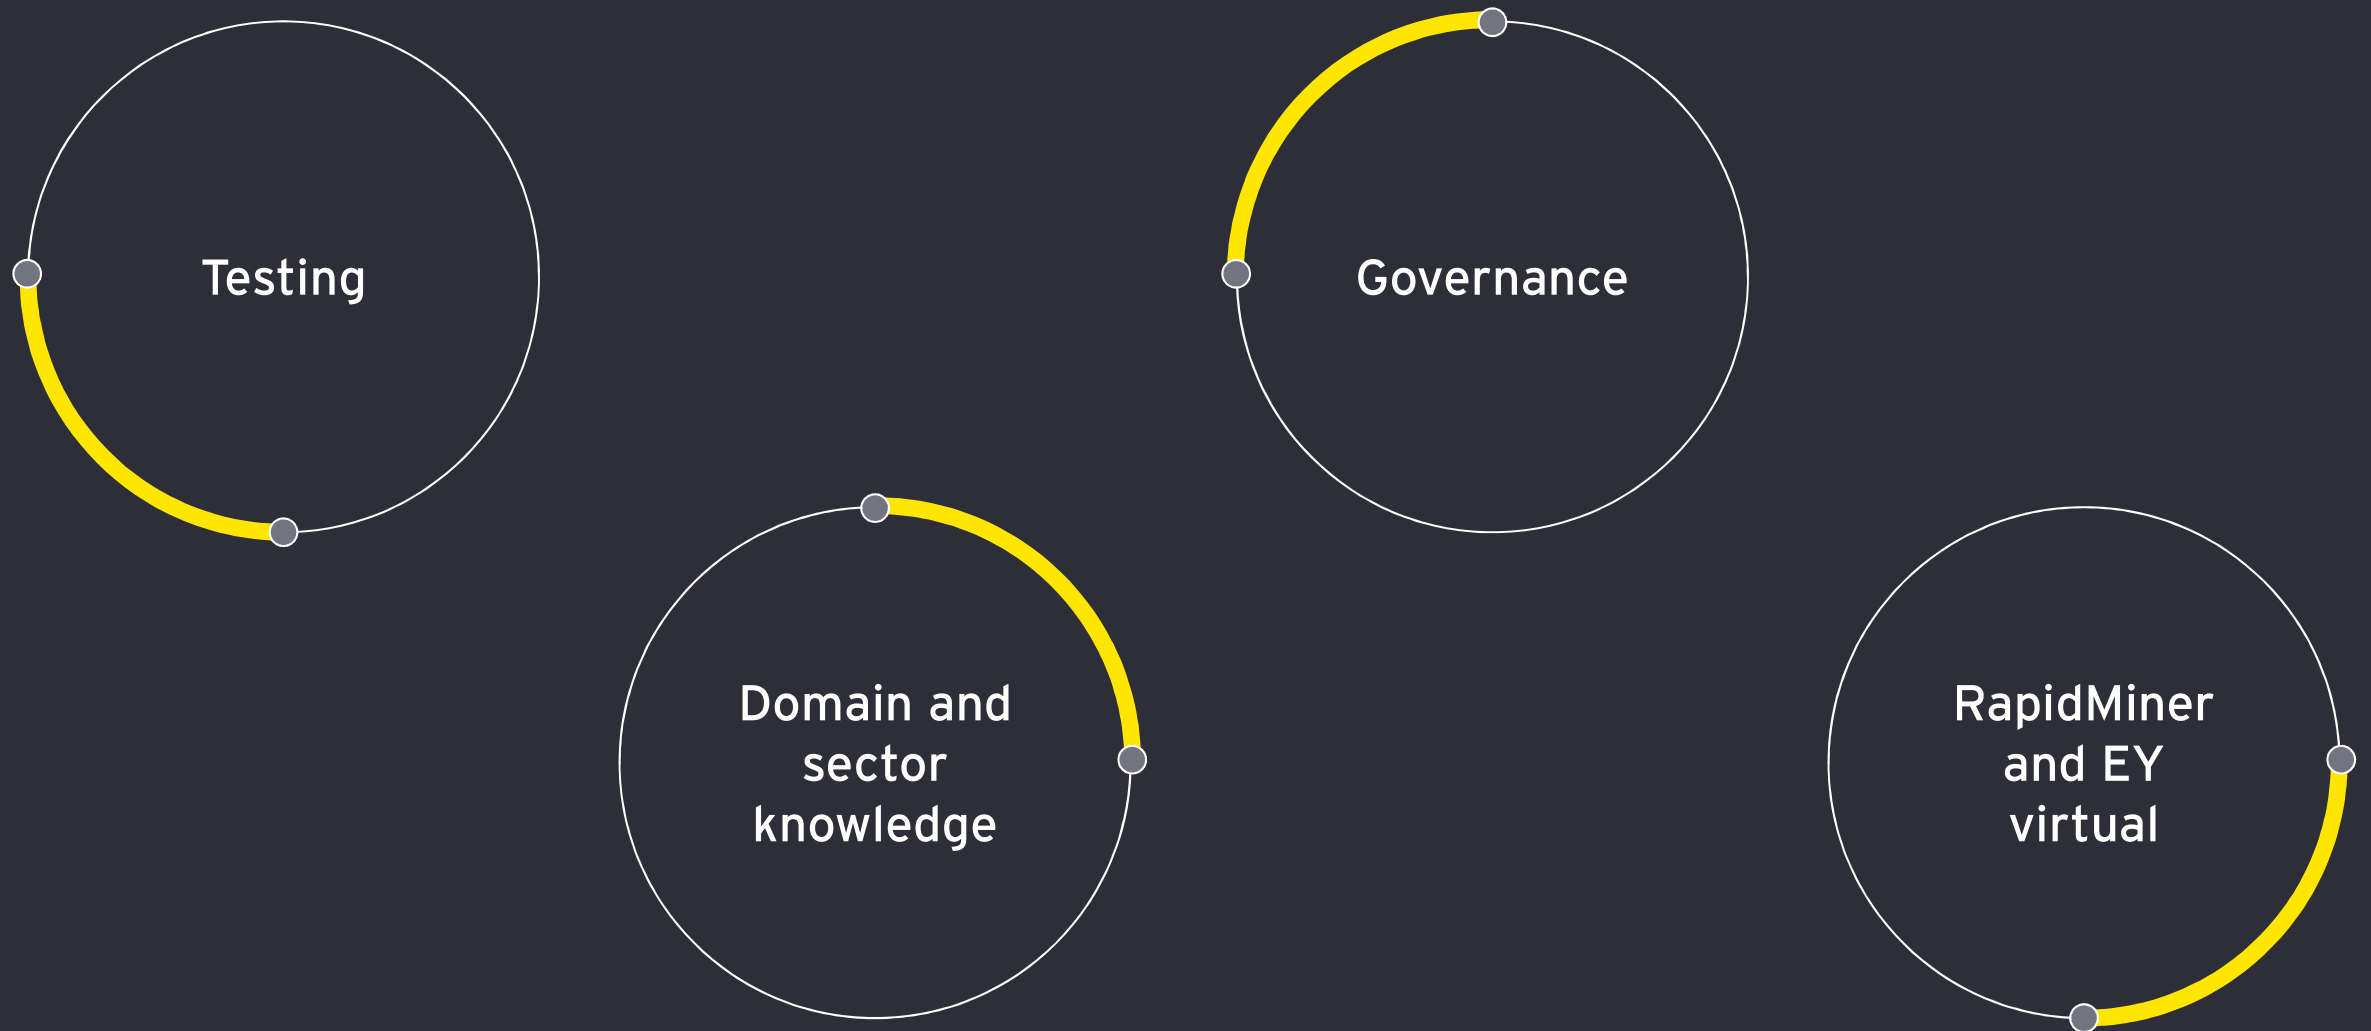 Testing
Governance
Domain and
sector
knowledge
RapidMiner
and EY
virtual